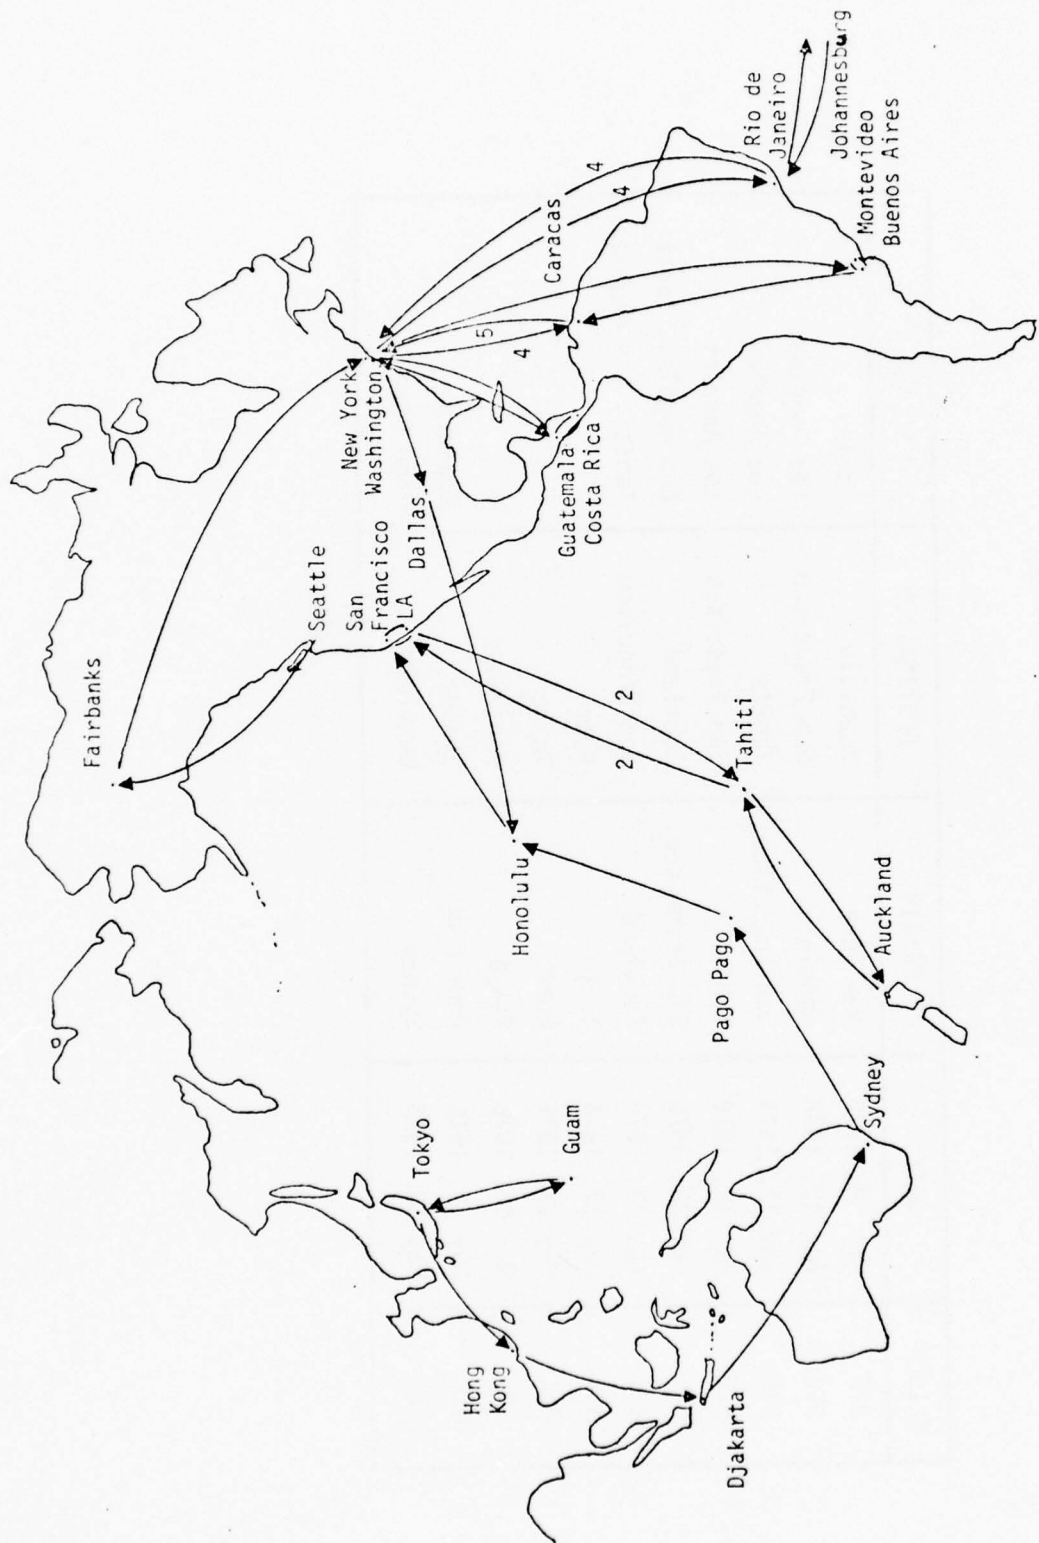 Fairbanks
Seattle
San
Francisco
LA
New York
Washington
Dallas
Guatemala
Costa Rica
Caracas
5
4
4
4
Rio de
Janeiro
Johannesburg
Montevideo
Buenos Aires
Honolulu
2
2
Tahiti
Pago Pago
Auckland
Tokyo
Guam
Hong
Kong
Djakarta
Sydney